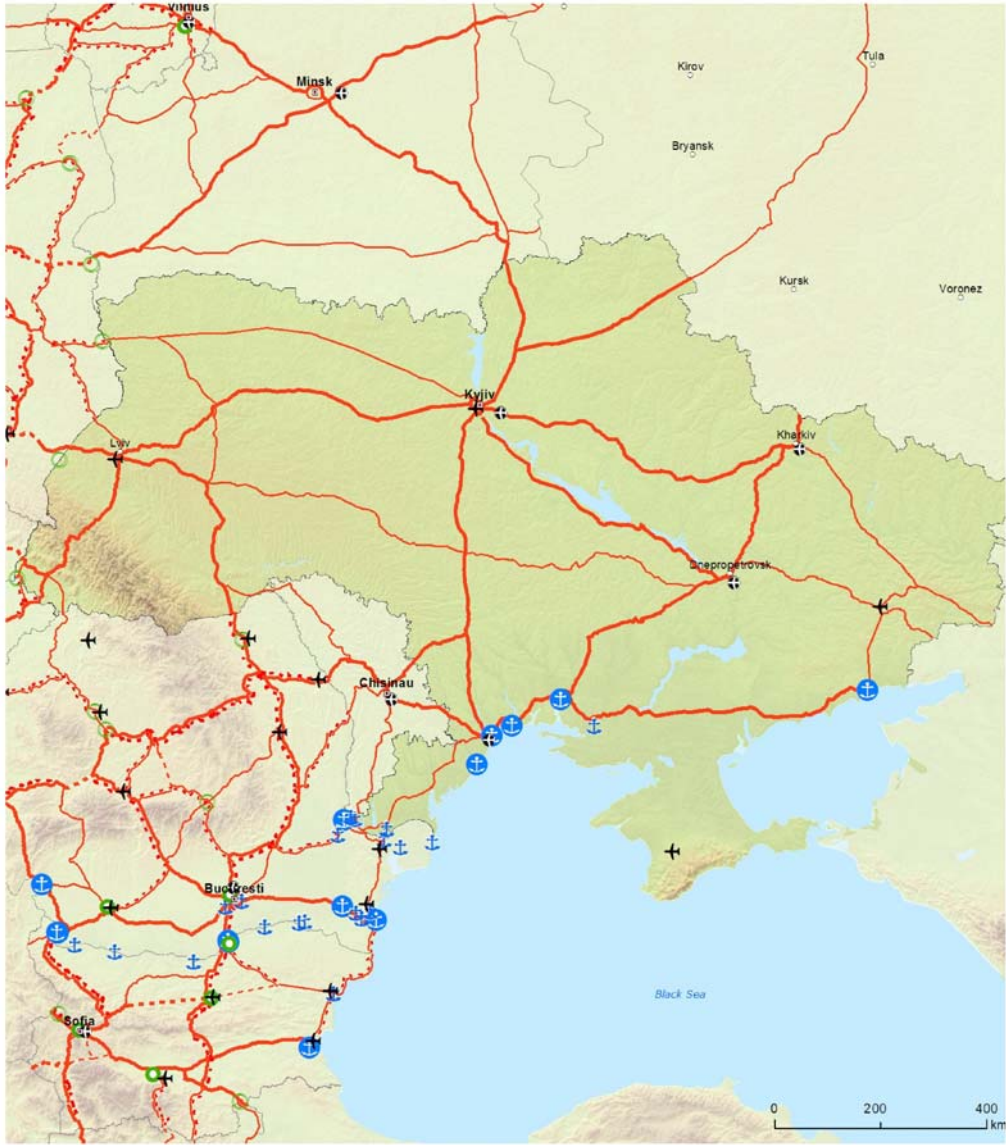 Vilnius
Tula
Kirov
Minsk
Bryansk
Kursk
Voronez
Kyjiv
Kharkiv
Lviv
Dnepropetrovsk
Chisinau
Bucuresti
Black Sea
Sofia
0 200 400
km